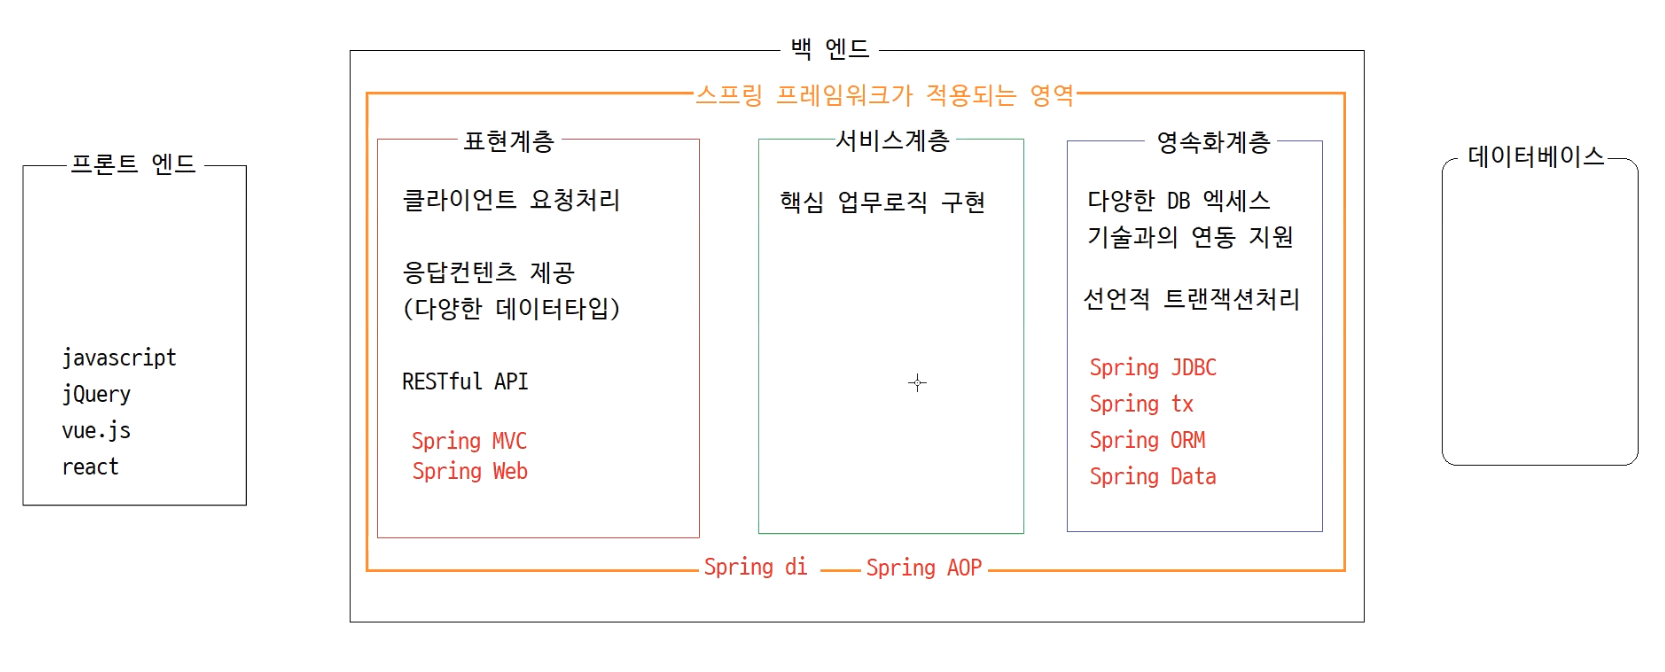 백 엔드
스프링 프레임워크가 적용되는 영역
프론트 엔드
javascript
jQuery
vue.js
react
표현계층
클라이언트 요청처리
응답컨텐츠 제공
(다양한 데이터타입)
RESTful API
Spring MVC
Spring Web
서비스계층
핵심 업무로직 구현
영속화계층
다양한 DB 엑세스
기술과의 연동 지원
선언적 트랜잭션처리
Spring JDBC
Spring tx
Spring ORM
Spring Data
Spring di
Spring AOP
데이터베이스